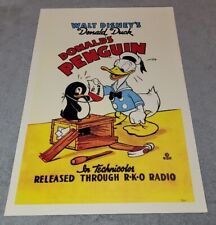 WALT DISNEY'S
Donald Duck
DONALD'S
PENGUIN
In Technicolor
RELEASED THROUGH R-K-O RADIO